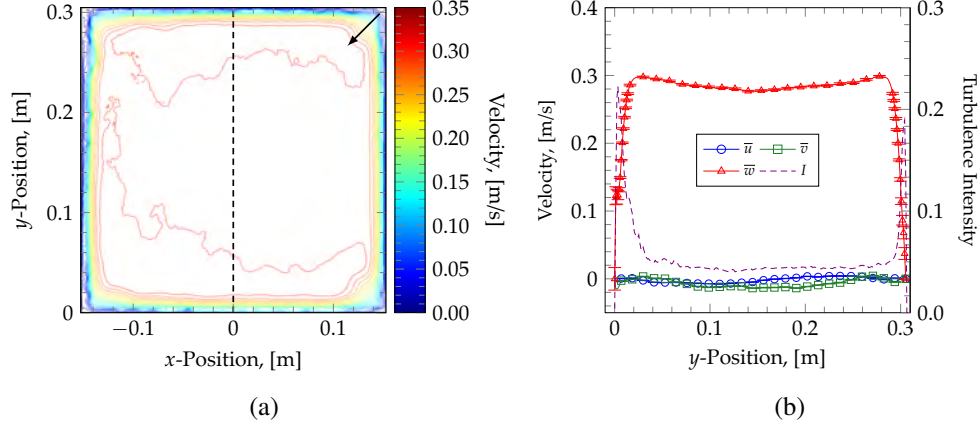 0.3
0.2
0.1
0
y-Position, [m]
−0.1
0
0.1
x-Position, [m]
0.35
0.30
0.25
0.20
0.15
0.10
0.05
0.00
Velocity, [m/s]
(a)
0.4
0.3
0.2
0.1
0
Velocity, [m/s]
u̅ v̅
w̅ I
0
0.1
0.2
0.3
y-Position, [m]
0.3
0.2
0.1
0.0
Turbulence Intensity
(b)